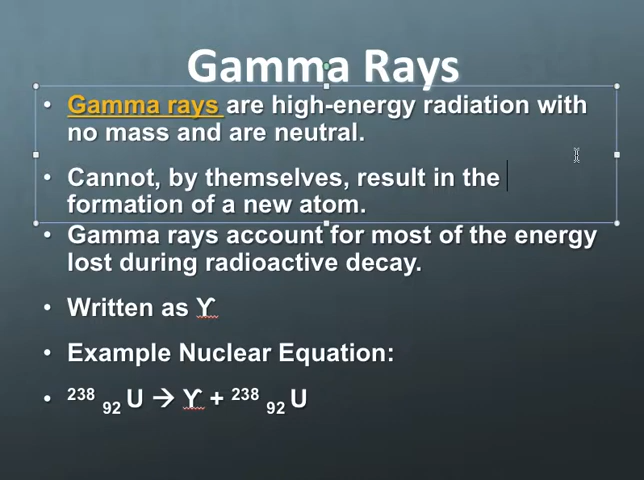 Gamma Rays
• Gamma rays are high-energy radiation with
no mass and are neutral.
• Cannot, by themselves, result in the
formation of a new atom.
• Gamma rays account for most of the energy
lost during radioactive decay.
• Written as ϒ
• Example Nuclear Equation:
• ²³⁸ ₉₂ U → ϒ + ²³⁸ ₉₂ U